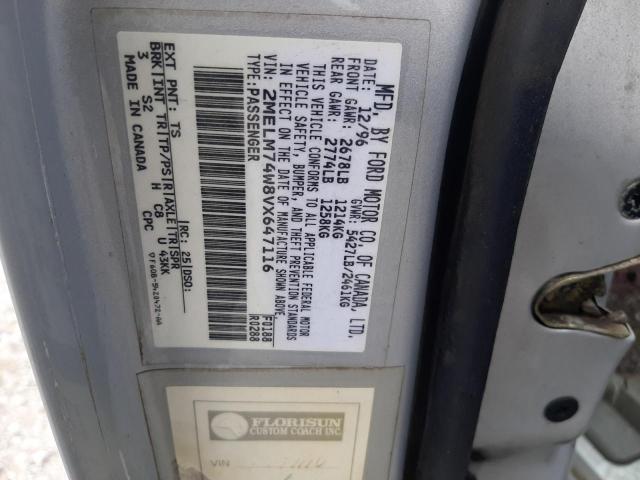 MFD. BY FORD MOTOR CO. OF CANADA, LTD.
DATE: 12/96 GVWR: 5427LB/2461KG
FRONT GAWR: 2678LB 1214KG
REAR GAWR: 2774LB 1258KG
THIS VEHICLE CONFORMS TO ALL APPLICABLE FEDERAL MOTOR
VEHICLE SAFETY, BUMPER, AND THEFT PREVENTION STANDARDS
IN EFFECT ON THE DATE OF MANUFACTURE SHOWN ABOVE.
VIN: 2MELM74W8VX647116 F0188
TYPE: PASSENGER R0288
EXT PNT: TS RC: 25 DSO:
BRK INT TR TP/PS R AXLE TR SPR
3 S2 H C8 U 43KK
MADE IN CANADA CPC
FLORISUN
CUSTOM COACH INC.
VIN